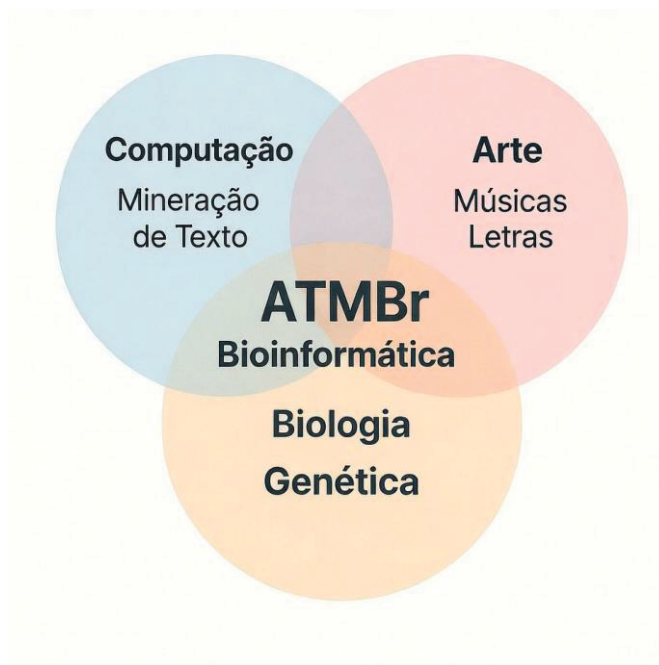 Computação
Mineração
de Texto
Arte
Músicas
Letras
ATMBr
Bioinformática
Biologia
Genética